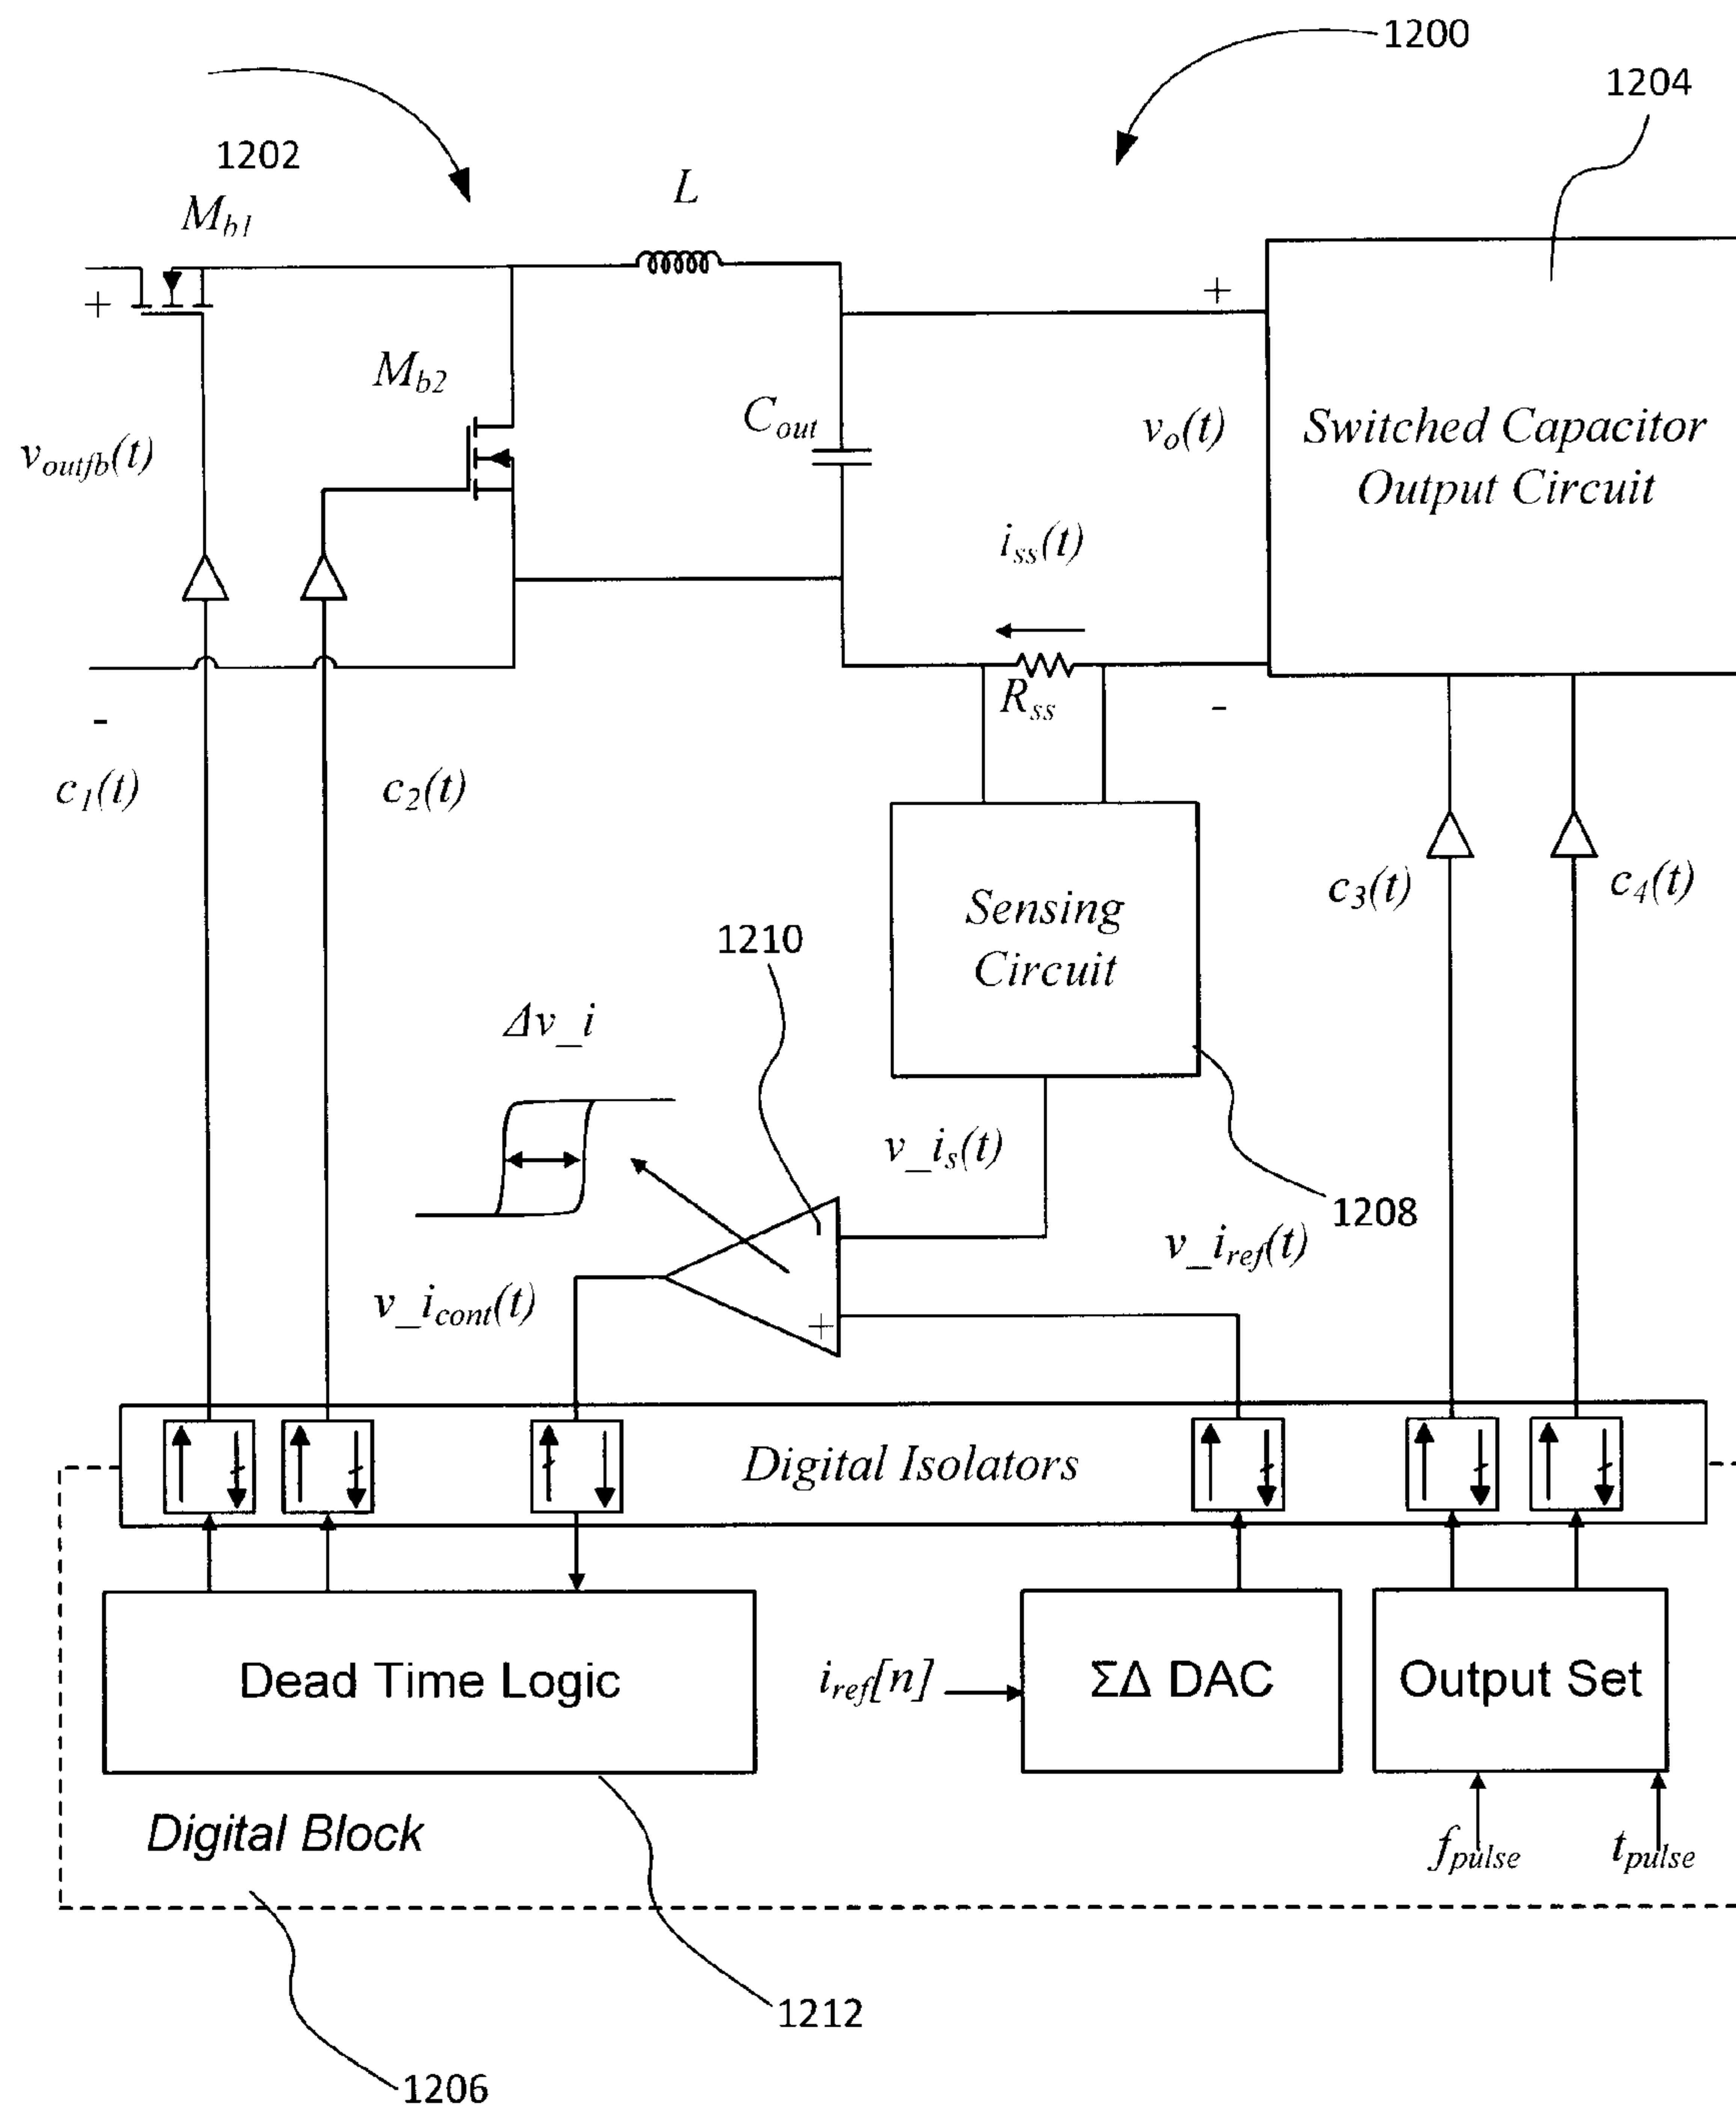 1200
1204
1202
L
M_b1
+
+
M_b2
C_out
v_o(t)
Switched Capacitor
Output Circuit
v_outfb(t)
i_ss(t)
R_ss
-
-
c_1(t)
c_2(t)
c_3(t)
c_4(t)
Sensing
Circuit
1210
Δv_i
v_i_s(t)
1208
v_i_ref(t)
v_i_cont(t)
-
+
Digital Isolators
Dead Time Logic
i_ref[n]
ΣΔ DAC
Output Set
Digital Block
f_pulse
t_pulse
1212
1206